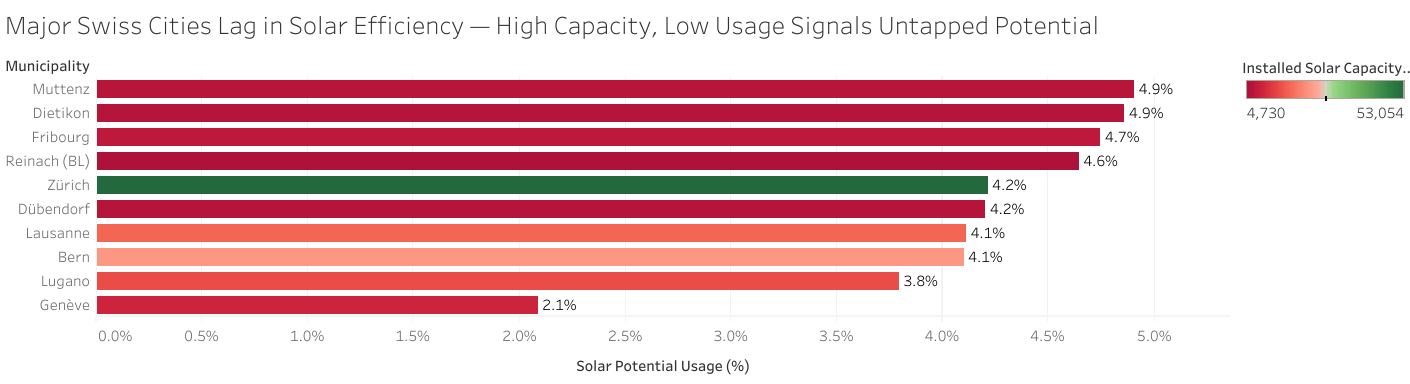 Major Swiss Cities Lag in Solar Efficiency — High Capacity, Low Usage Signals Untapped Potential
Municipality
Muttenz 4.9%
Dietikon 4.9%
Fribourg 4.7%
Reinach (BL) 4.6%
Zürich 4.2%
Dübendorf 4.2%
Lausanne 4.1%
Bern 4.1%
Lugano 3.8%
Genève 2.1%
0.0% 0.5% 1.0% 1.5% 2.0% 2.5% 3.0% 3.5% 4.0% 4.5% 5.0%
Solar Potential Usage (%)
Installed Solar Capacity..
4,730 53,054